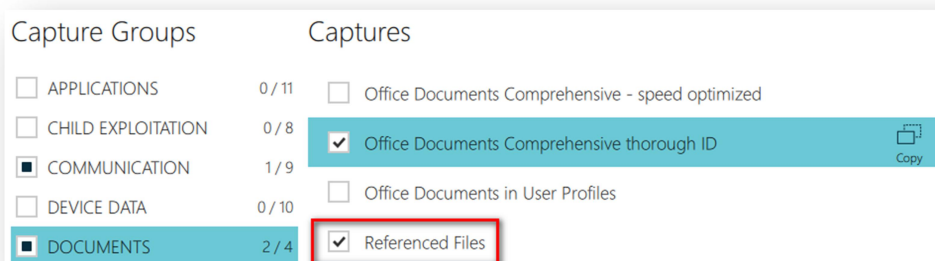 Capture Groups
Captures
APPLICATIONS 0 / 11
Office Documents Comprehensive - speed optimized
CHILD EXPLOITATION 0 / 8
Office Documents Comprehensive thorough ID
Copy
COMMUNICATION 1 / 9
Office Documents in User Profiles
DEVICE DATA 0 / 10
Referenced Files
DOCUMENTS 2 / 4